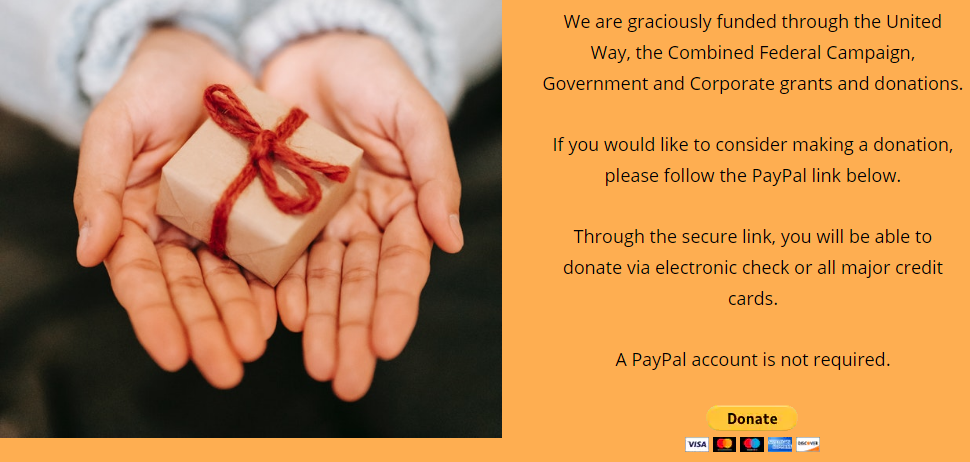 We are graciously funded through the United
Way, the Combined Federal Campaign,
Government and Corporate grants and donations.
If you would like to consider making a donation,
please follow the PayPal link below.
Through the secure link, you will be able to
donate via electronic check or all major credit
cards.
A PayPal account is not required.
Donate
VISA DISCOVER